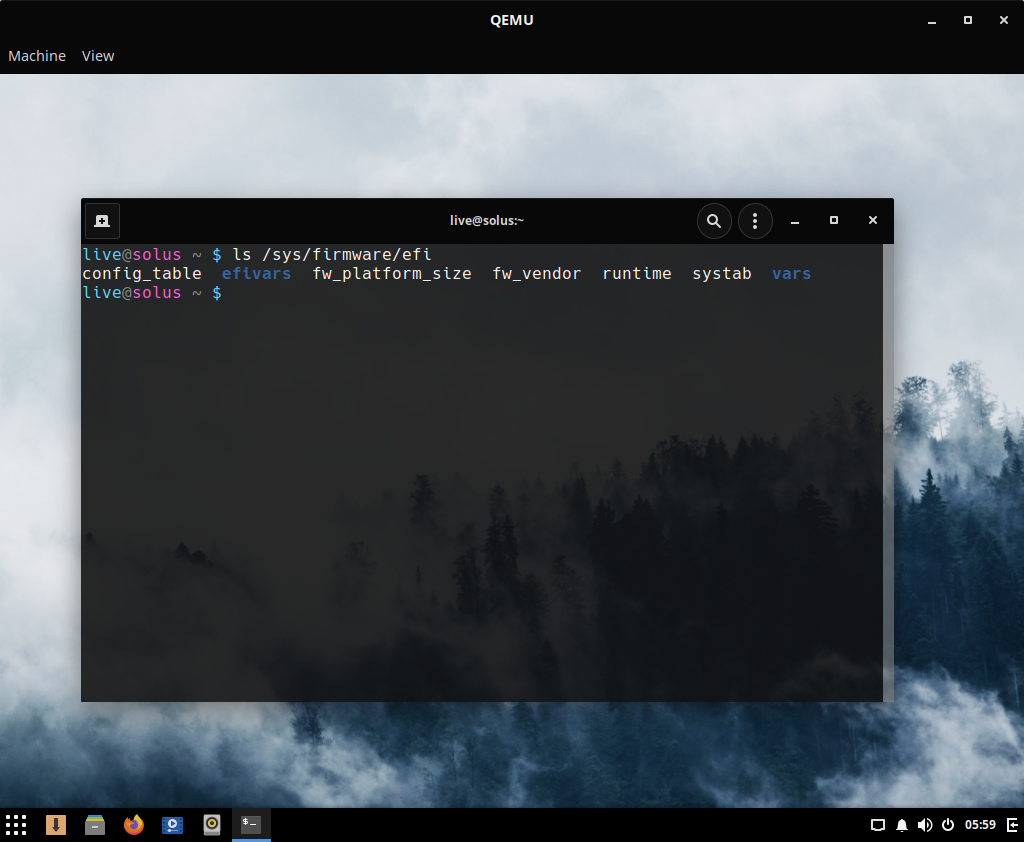 QEMU
Machine View
live@solus:~
live@solus ~ $ ls /sys/firmware/efi
config_table efivars fw_platform_size fw_vendor runtime systab vars
live@solus ~ $
05:59